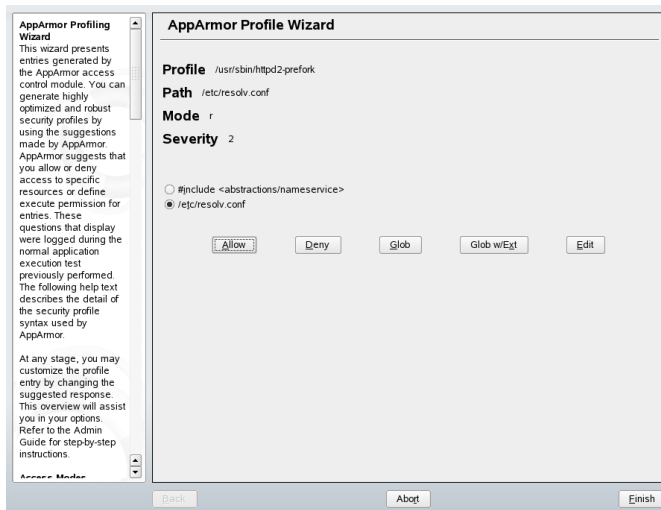 AppArmor Profiling
Wizard
This wizard presents
entries generated by
the AppArmor access
control module. You can
generate highly
optimized and robust
security profiles by
using the suggestions
made by AppArmor.
AppArmor suggests that
you allow or deny
access to specific
resources or define
execute permission for
entries. These
questions that display
were logged during the
normal application
execution test
previously performed.
The following help text
describes the detail of
the security profile
syntax used by
AppArmor.
At any stage, you may
customize the profile
entry by changing the
suggested response.
This overview will assist
you in your options.
Refer to the Admin
Guide for step-by-step
instructions.
Access Modes
AppArmor Profile Wizard
Profile /usr/sbin/httpd2-prefork
Path /etc/resolv.conf
Mode r
Severity 2
#include <abstractions/nameservice>
/etc/resolv.conf
Allow Deny Glob Glob w/Ext Edit
Back Abort Finish